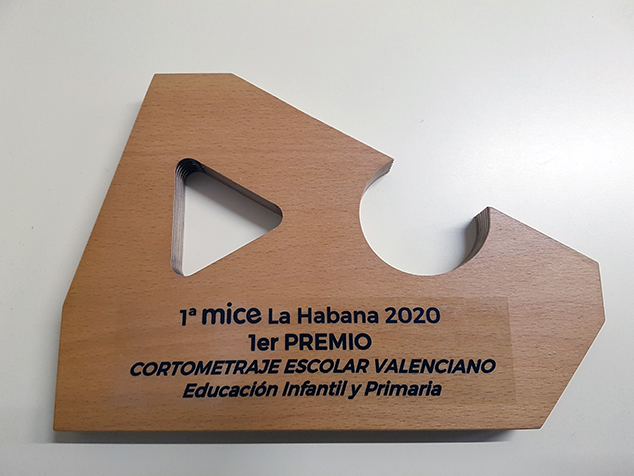 1ª mice La Habana 2020
1er PREMIO
CORTOMETRAJE ESCOLAR VALENCIANO
Educación Infantil y Primaria